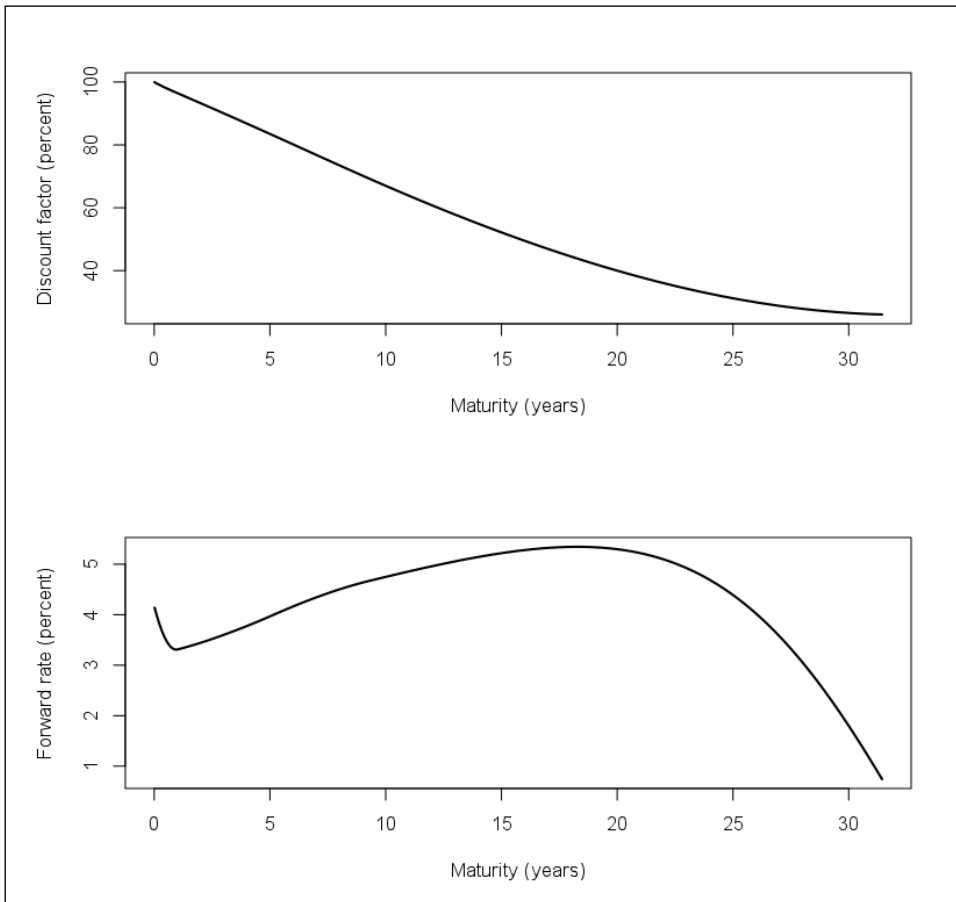 Discount factor (percent)
100
80
60
40
0 5 10 15 20 25 30
Maturity (years)
Forward rate (percent)
5
4
3
2
1
0 5 10 15 20 25 30
Maturity (years)